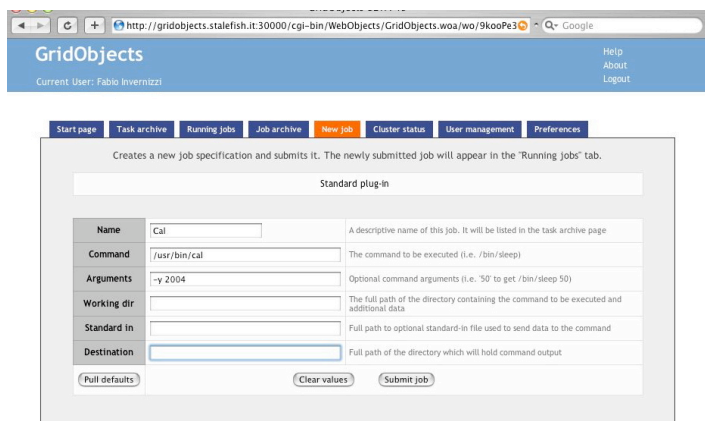 http://gridobjects.stalefish.it:30000/cgi-bin/WebObjects/GridObjects.woa/wo/9kooPe3
Google
GridObjects
Help
About
Logout
Current User: Fabio Invernizzi
Start page Task archive Running jobs Job archive New job Cluster status User management Preferences
Creates a new job specification and submits it. The newly submitted job will appear in the "Running jobs" tab.
Standard plug-in
Name Cal A descriptive name of this job. It will be listed in the task archive page
Command /usr/bin/cal The command to be executed (i.e. /bin/sleep)
Arguments -y 2004 Optional command arguments (i.e. '50' to get /bin/sleep 50)
Working dir The full path of the directory containing the command to be executed and
additional data
Standard in Full path to optional standard-in file used to send data to the command
Destination Full path of the directory which will hold command output
Pull defaults Clear values Submit job